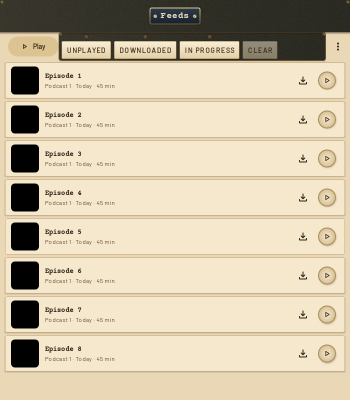 Feeds
Play
UNPLAYED DOWNLOADED IN PROGRESS CLEAR
Episode 1
Podcast 1 · Today · 45 min
Episode 2
Podcast 1 · Today · 45 min
Episode 3
Podcast 1 · Today · 45 min
Episode 4
Podcast 1 · Today · 45 min
Episode 5
Podcast 1 · Today · 45 min
Episode 6
Podcast 1 · Today · 45 min
Episode 7
Podcast 1 · Today · 45 min
Episode 8
Podcast 1 · Today · 45 min